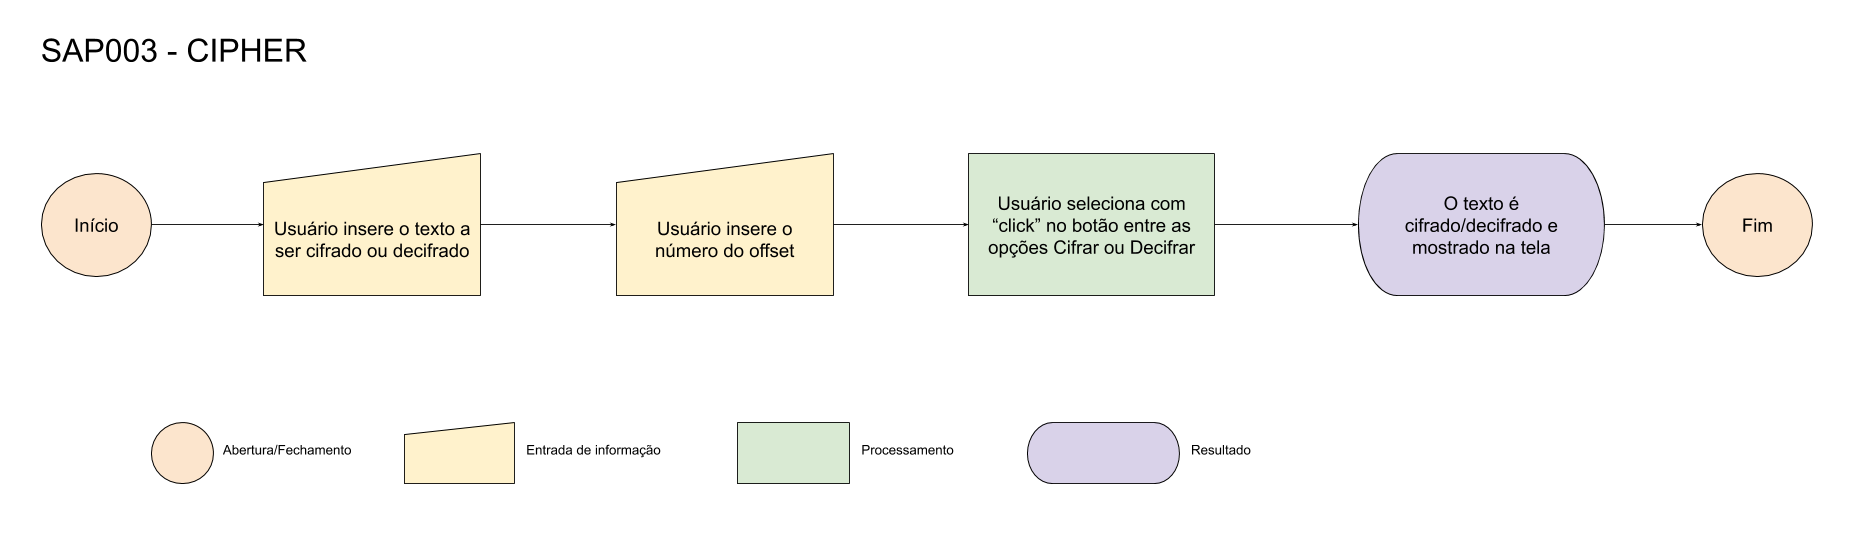 SAP003 - CIPHER
Início
Usuário insere o texto a
ser cifrado ou decifrado
Usuário insere o
número do offset
Usuário seleciona com
“click” no botão entre as
opções Cifrar ou Decifrar
O texto é
cifrado/decifrado e
mostrado na tela
Fim
Abertura/Fechamento
Entrada de informação
Processamento
Resultado